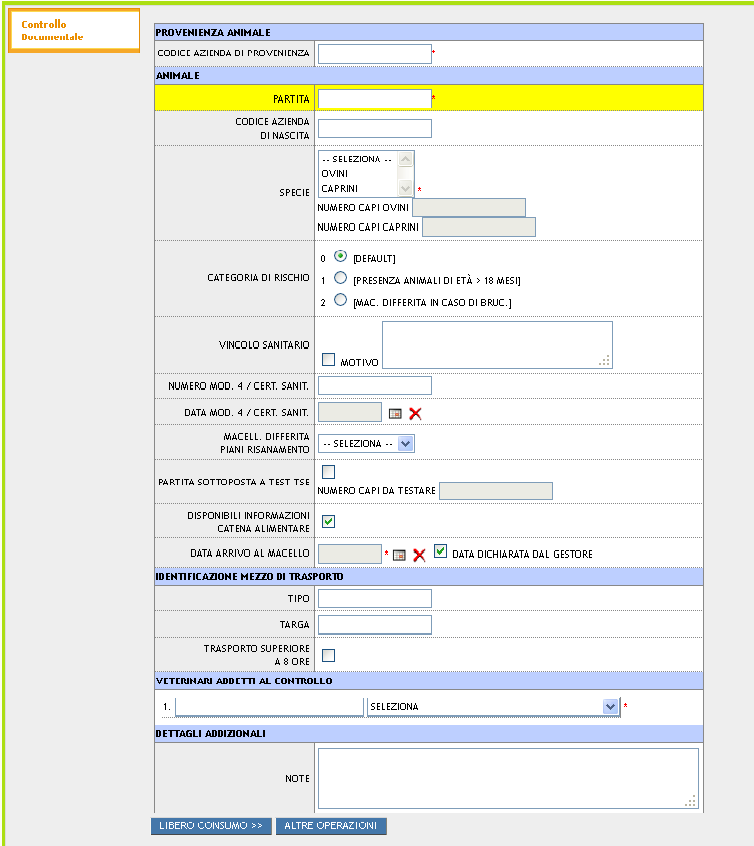 Controllo
Documentale
PROVENIENZA ANIMALE
CODICE AZIENDA DI PROVENIENZA *
ANIMALE
PARTITA *
CODICE AZIENDA
DI NASCITA
-- SELEZIONA --
OVINI
SPECIE CAPRINI *
NUMERO CAPI OVINI
NUMERO CAPI CAPRINI
0 [DEFAULT]
CATEGORIA DI RISCHIO 1 [PRESENZA ANIMALI DI ETÀ > 18 MESI]
2 [MAC. DIFFERITA IN CASO DI BRUC.]
VINCOLO SANITARIO
MOTIVO
NUMERO MOD. 4 / CERT. SANIT.
DATA MOD. 4 / CERT. SANIT.
MACELL. DIFFERITA
PIANI RISANAMENTO -- SELEZIONA --
PARTITA SOTTOPOSTA A TEST TSE
NUMERO CAPI DA TESTARE
DISPONIBILI INFORMAZIONI
CATENA ALIMENTARE
DATA ARRIVO AL MACELLO * DATA DICHIARATA DAL GESTORE
IDENTIFICAZIONE MEZZO DI TRASPORTO
TIPO
TARGA
TRASPORTO SUPERIORE
A 8 ORE
VETERINARI ADDETTI AL CONTROLLO
1. SELEZIONA *
DETTAGLI ADDIZIONALI
NOTE
LIBERO CONSUMO >> ALTRE OPERAZIONI